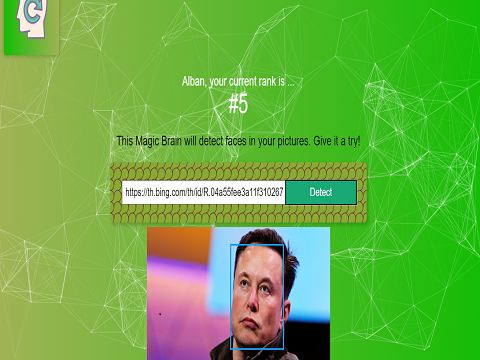 C
Alban, your current rank is ...
#5
This Magic Brain will detect faces in your pictures. Give it a try!
https://th.bing.com/th/id/R.04a55fee3a11f310267
Detect